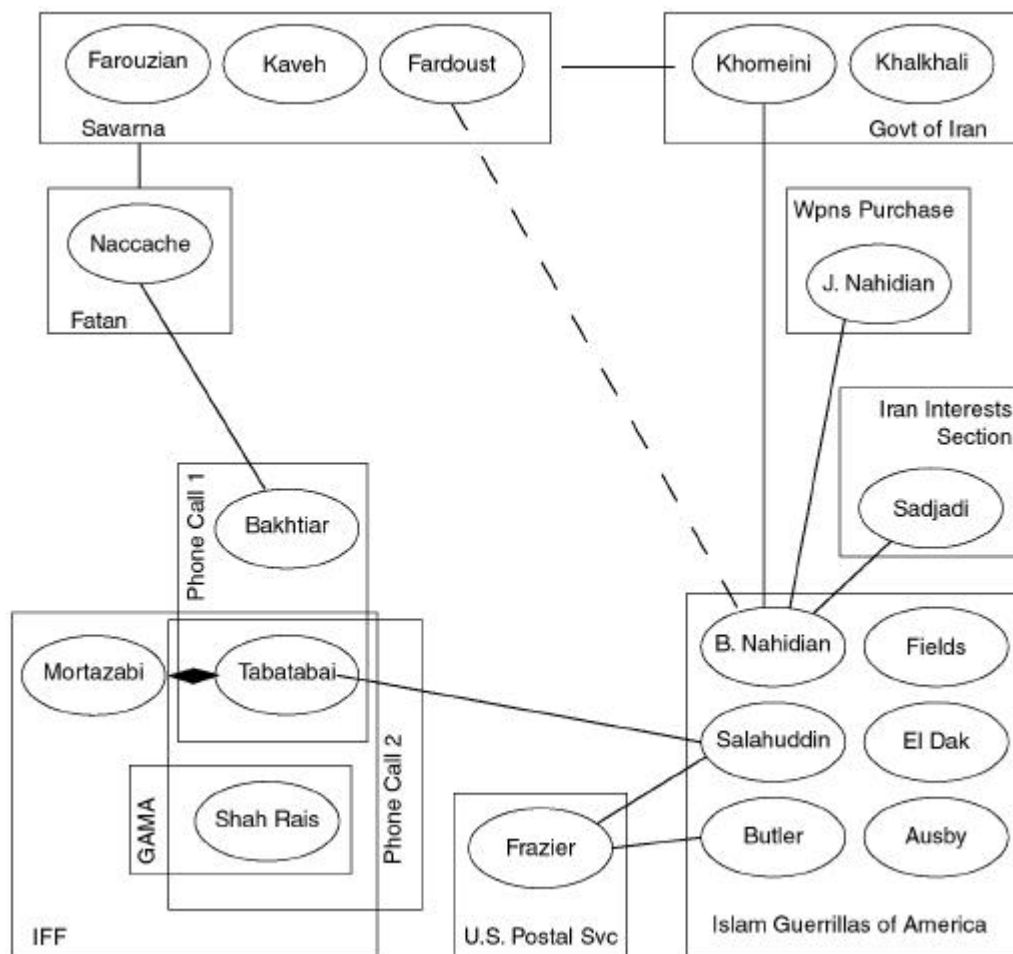 Farouzian
Kaveh
Fardoust
Savarna
Khomeini
Khalkhali
Govt of Iran
Naccache
Fatan
Wpns Purchase
J. Nahidian
Iran Interests
Section
Sadjadi
Phone Call 1
Bakhtiar
Mortazabi
Tabatabai
Phone Call 2
GAMA
Shah Rais
IFF
Frazier
U.S. Postal Svc
B. Nahidian
Fields
Salahuddin
El Dak
Butler
Ausby
Islam Guerrillas of America